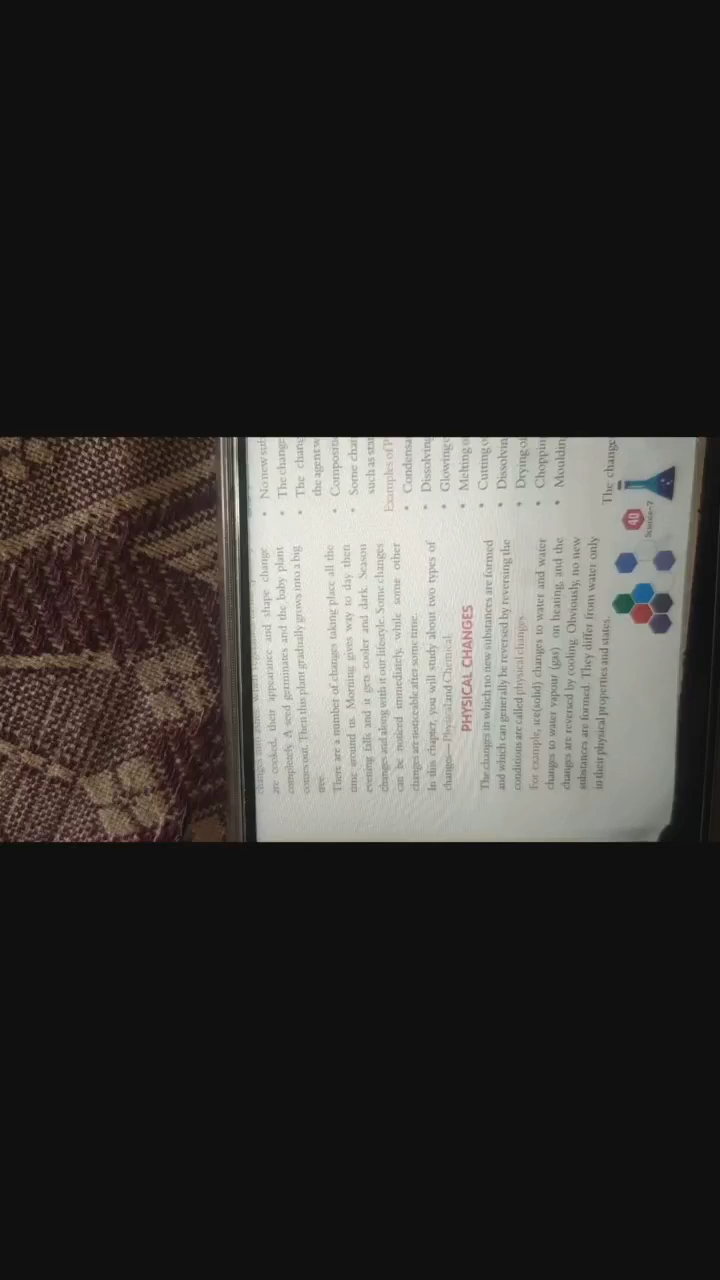 are cooked, their appearance and shape change
completely. A seed germinates and the baby plant
comes out. Then this plant gradually grows into a big
tree.
There are a number of changes taking place all the
time around us. Morning gives way to day then
evening falls and it gets cooler and dark. Season
changes and along with it our lifestyle. Some changes
can be noticed immediately, while some other
changes are noticeable after some time.
In this chapter, you will study about two types of
changes—Physical and Chemical.
PHYSICAL CHANGES
The changes in which no new substances are formed
and which can generally be reversed by reversing the
conditions are called physical changes.
For example, ice(solid) changes to water and water
changes to water vapour (gas) on heating, and the
changes are reversed by cooling. Obviously, no new
substances are formed. They differ from water only
in their physical properties and states.
• No new sub
• The chang
• The chang
the agent w
• Composit
• Some chan
such as stat
Examples of P
• Condensa
• Dissolving
• Glowing
• Melting o
• Cutting o
• Dissolvin
• Drying of
• Choppin
• Mouldin
The change
40
Science-7